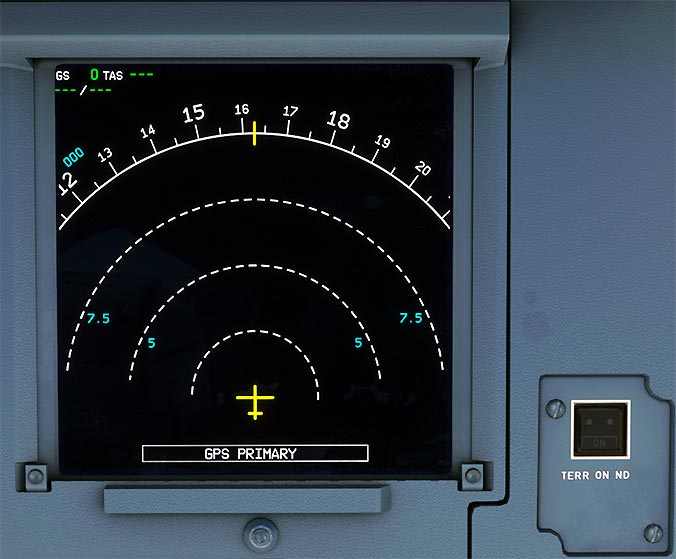 GS 0 TAS ---
---/---
000
12 13 14 15 16 17 18 19 20
7.5 7.5
5 5
GPS PRIMARY
ON
TERR ON ND